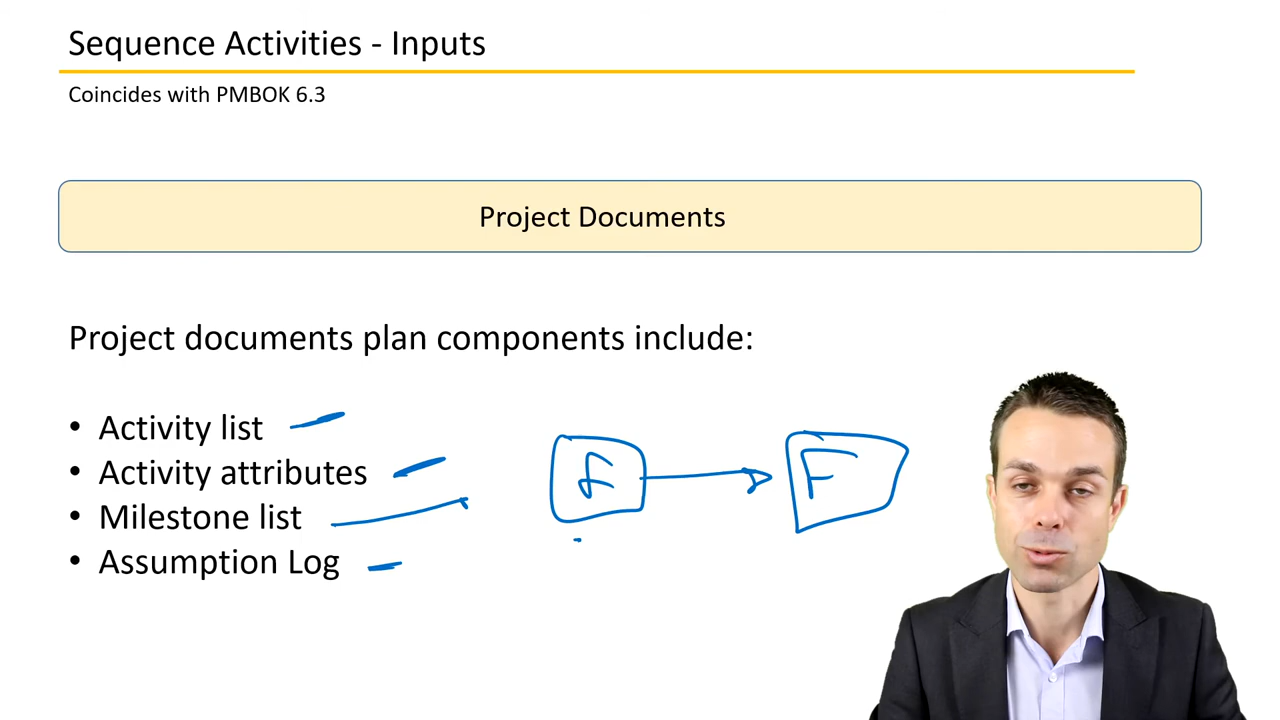 Sequence Activities - Inputs
Coincides with PMBOK 6.3
Project Documents
Project documents plan components include:
• Activity list
• Activity attributes
• Milestone list
• Assumption Log
F